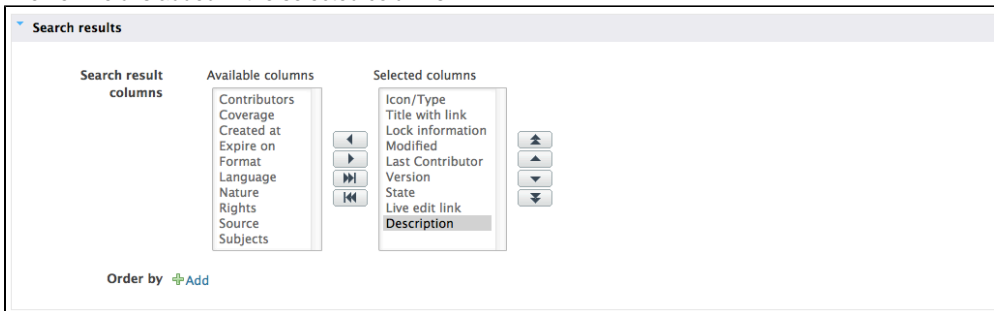 Search results
Search result columns
Available columns
Contributors
Coverage
Created at
Expire on
Format
Language
Nature
Rights
Source
Subjects
Selected columns
Icon/Type
Title with link
Lock information
Modified
Last Contributor
Version
State
Live edit link
Description
Order by Add